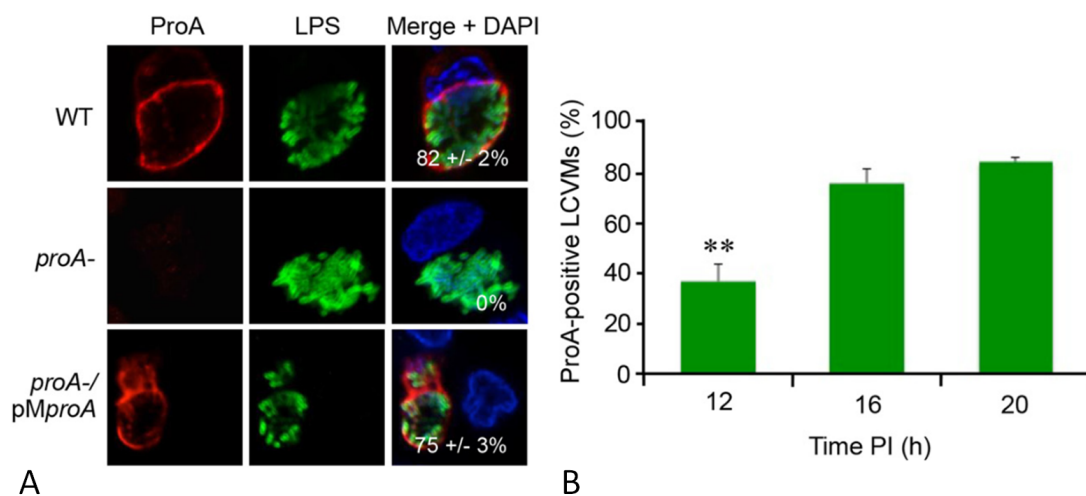 ProA LPS Merge + DAPI
WT
82 +/- 2%
proA-
0%
proA-/
pMproA
75 +/- 3%
A
ProA-positive LCVMs (%)
100
80
60
40
20
0
**
12 16 20
Time PI (h)
B